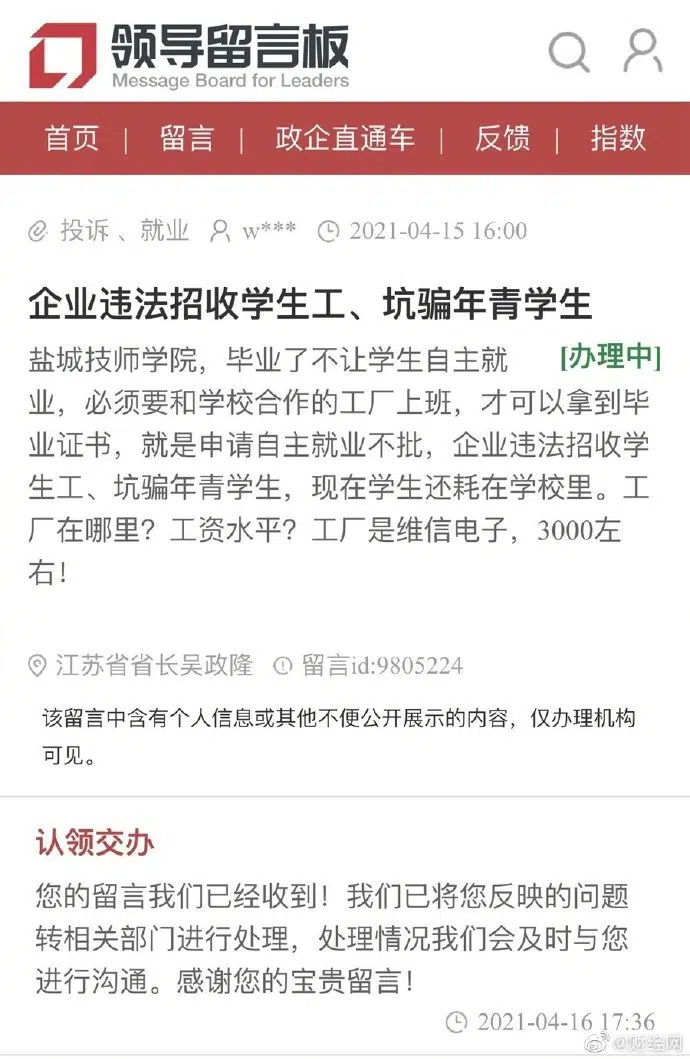 领导留言板
Message Board for Leaders
首页 | 留言 | 政企直通车 | 反馈 | 指数
投诉 、就业 w*** 2021-04-15 16:00
企业违法招收学生工、坑骗年青学生
盐城技师学院，毕业了不让学生自主就 [办理中]
业，必须要和学校合作的工厂上班，才可以拿到毕
业证书，就是申请自主就业不批，企业违法招收学
生工、坑骗年青学生，现在学生还耗在学校里。工
厂在哪里？工资水平？工厂是维信电子，3000左
右！
江苏省省长吴政隆 留言id:9805224
该留言中含有个人信息或其他不便公开展示的内容，仅办理机构
可见。
认领交办
您的留言我们已经收到！我们已将您反映的问题
转相关部门进行处理，处理情况我们会及时与您
进行沟通。感谢您的宝贵留言！
2021-04-16 17:36
@财经网